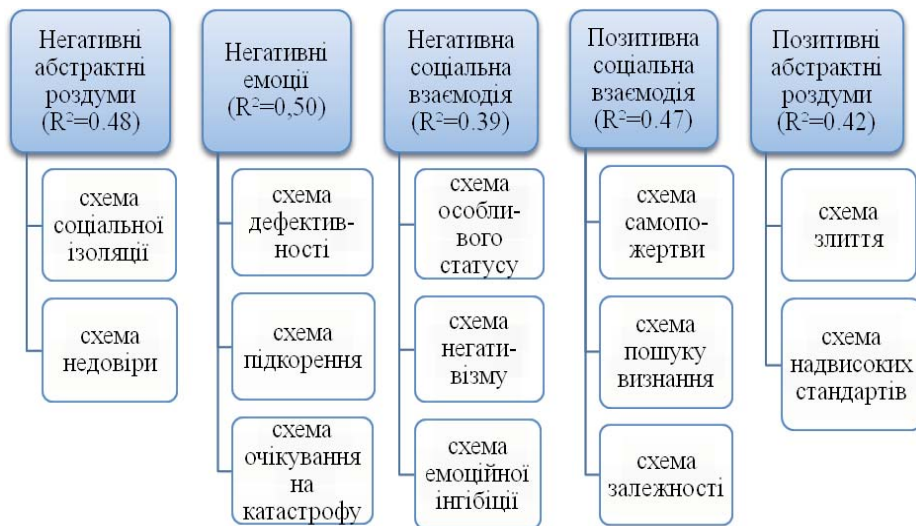 Негативні
абстрактні
роздуми
(R²=0.48)
схема
соціальної
ізоляції
схема
недовіри
Негативні
емоції
(R²=0,50)
схема
дефектив-
ності
схема
підкорення
схема
очікування
на
катастрофу
Негативна
соціальна
взаємодія
(R²=0.39)
схема
особли-
вого
статусу
схема
негати-
візму
схема
емоційної
інгібіції
Позитивна
соціальна
взаємодія
(R²=0.47)
схема
самопо-
жертви
схема
пошуку
визнання
схема
залежності
Позитивні
абстрактні
роздуми
(R²=0.42)
схема
злиття
схема
надвисоких
стандартів